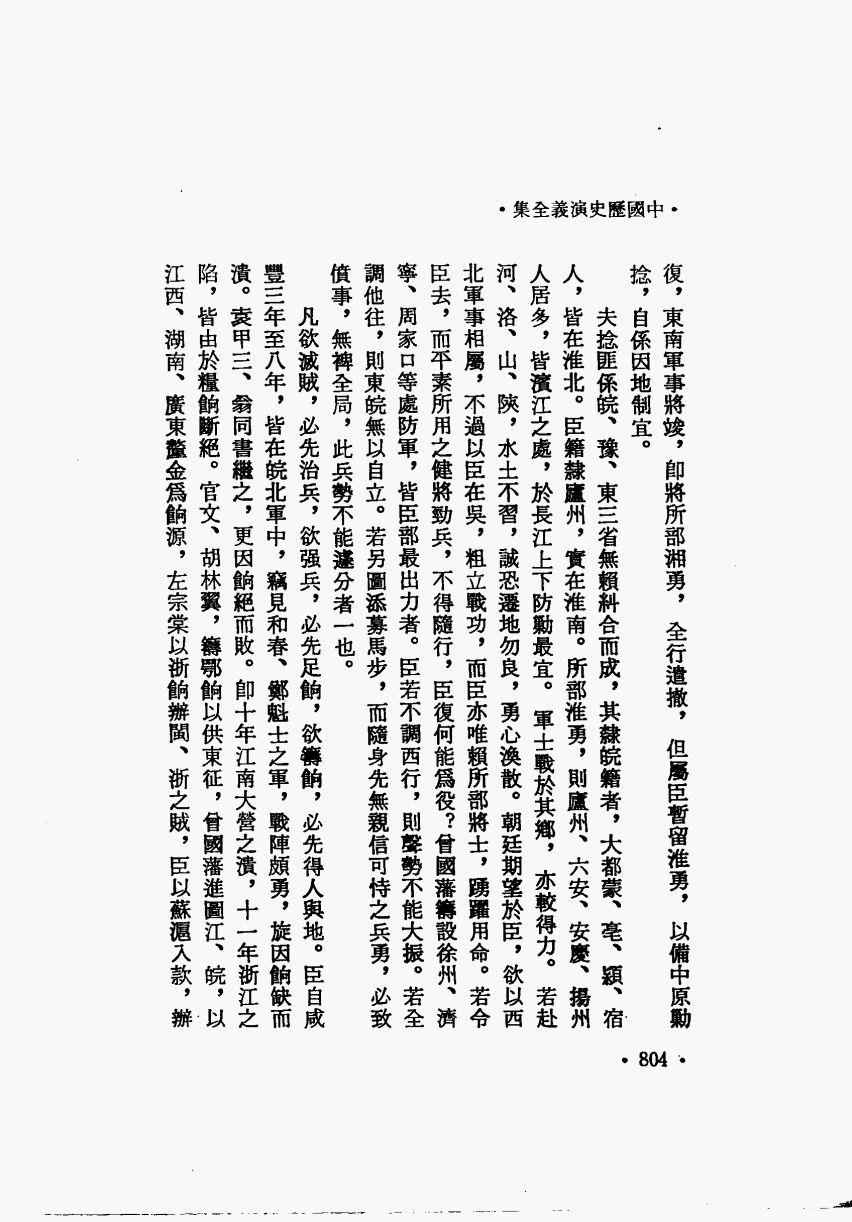 •中國歷史演義全集•
復，東南軍事將竣，卽將所部湘勇，全行遣撤，但屬臣暫留淮勇，以備中原勦
捻，自係因地制宜。
夫捻匪係皖、豫、東三省無賴糾合而成，其隸皖籍者，大都蒙、亳、潁、宿
人，皆在淮北。臣籍隸廬州，實在淮南。所部淮勇，則廬州、六安、安慶、揚州
人居多，皆濱江之處，於長江上下防勦最宜。軍士戰於其鄉，亦較得力。若赴
河、洛、山、陝，水土不習，誠恐遷地勿良，勇心渙散。朝廷期望於臣，欲以西
北軍事相屬，不過以臣在吳，粗立戰功，而臣亦唯賴所部將士，踴躍用命。若令
臣去，而平素所用之健將勁兵，不得隨行，臣復何能爲役？曾國藩籌設徐州、濟
寧、周家口等處防軍，皆臣部最出力者。臣若不調西行，則聲勢不能大振。若全
調他往，則東皖無以自立。若另圖添募馬步，而隨身先無親信可恃之兵勇，必致
僨事，無裨全局，此兵勢不能遽分者一也。
凡欲滅賊，必先治兵，欲强兵，必先足餉，欲籌餉，必先得人與地。臣自咸
豐三年至八年，皆在皖北軍中，竊見和春、鄭魁士之軍，戰陣頗勇，旋因餉缺而
潰。袁甲三、翁同書繼之，更因餉絕而敗。卽十年江南大營之潰，十一年浙江之
陷，皆由於糧餉斷絕。官文、胡林翼，籌鄂餉以供東征，曾國藩進圖江、皖，以
江西、湖南、廣東釐金爲餉源，左宗棠以浙餉辦閩、浙之賊，臣以蘇滬入款，辦
•804•